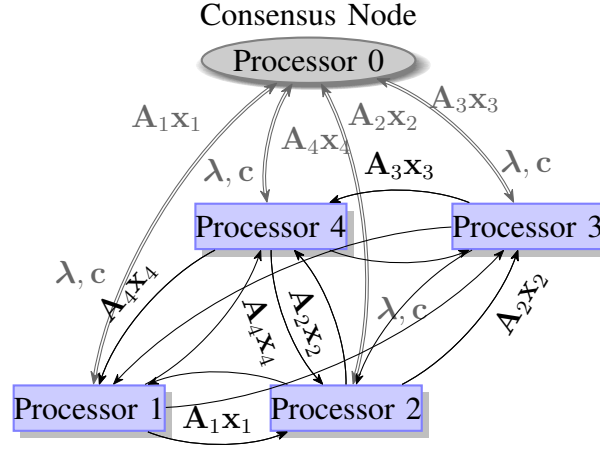 Consensus Node
Processor 0
A₃x₃
A₁x₁
A₂x₂
A₄x₄
A₃x₃
λ, c
λ, c
Processor 4
Processor 3
λ, c
A₄x₄
A₄x₄
A₂x₂
λ, c
A₂x₂
Processor 1
A₁x₁
Processor 2